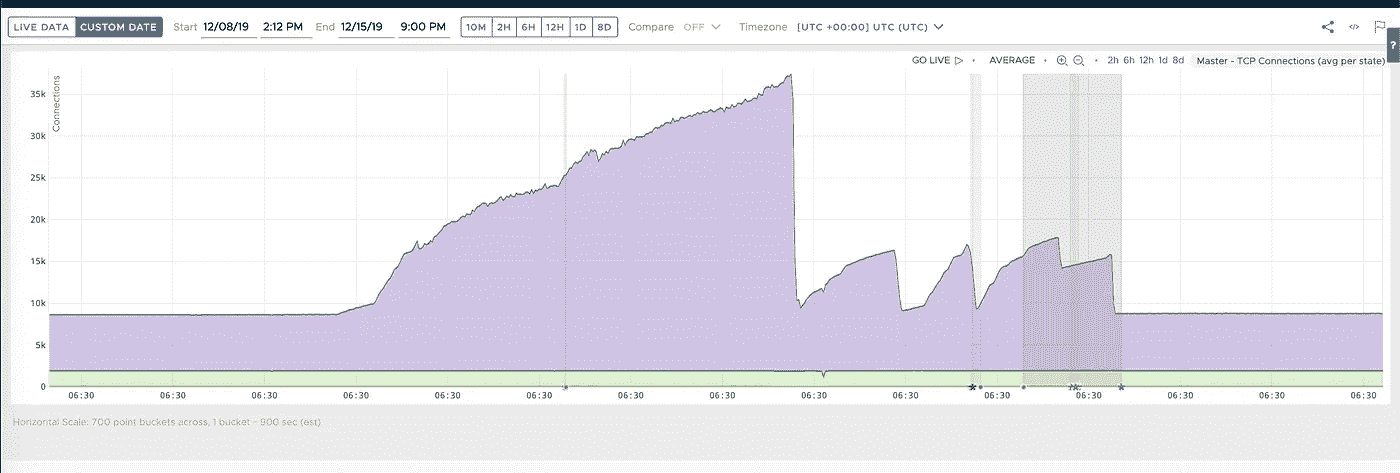 LIVE DATA CUSTOM DATE Start 12/08/19 2:12 PM End 12/15/19 9:00 PM 10M 2H 6H 12H 1D 8D Compare OFF Timezone [UTC +00:00] UTC (UTC)
?
GO LIVE AVERAGE 2h 6h 12h 1d 8d Master - TCP Connections (avg per state)
Connections
35k
30k
25k
20k
15k
10k
5k
0
06:30 06:30 06:30 06:30 06:30 06:30 06:30 06:30 06:30 06:30 06:30 06:30 06:30 06:30 06:30
Horizontal Scale: 700 point buckets across, 1 bucket ~ 900 sec (est)